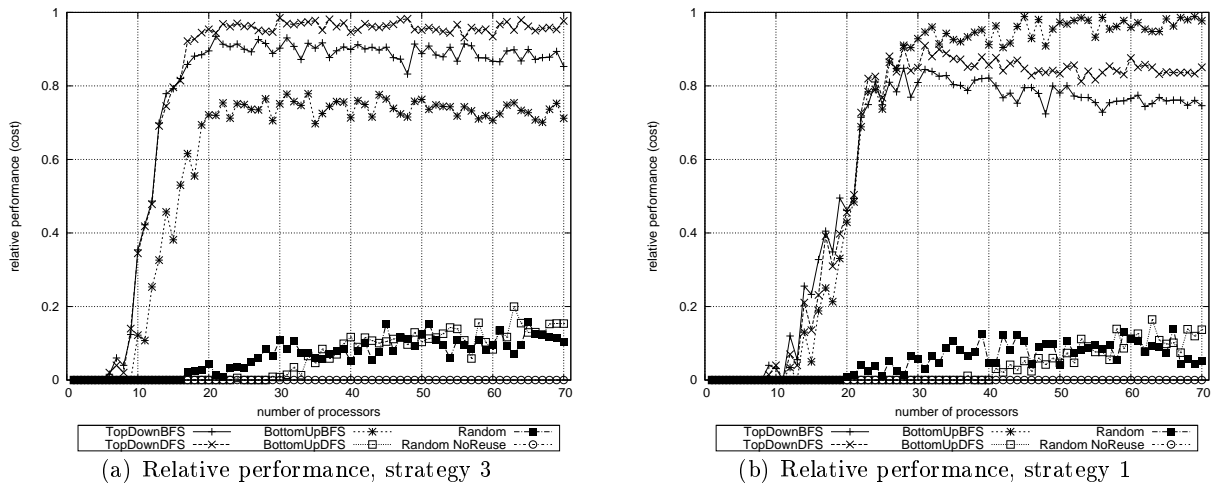 relative performance (cost)
1
0.8
0.6
0.4
0.2
0
0 10 20 30 40 50 60 70
number of processors
TopDownBFS BottomUpBFS Random
TopDownDFS BottomUpDFS Random NoReuse
(a) Relative performance, strategy 3
relative performance (cost)
1
0.8
0.6
0.4
0.2
0
0 10 20 30 40 50 60 70
number of processors
TopDownBFS BottomUpBFS Random
TopDownDFS BottomUpDFS Random NoReuse
(b) Relative performance, strategy 1